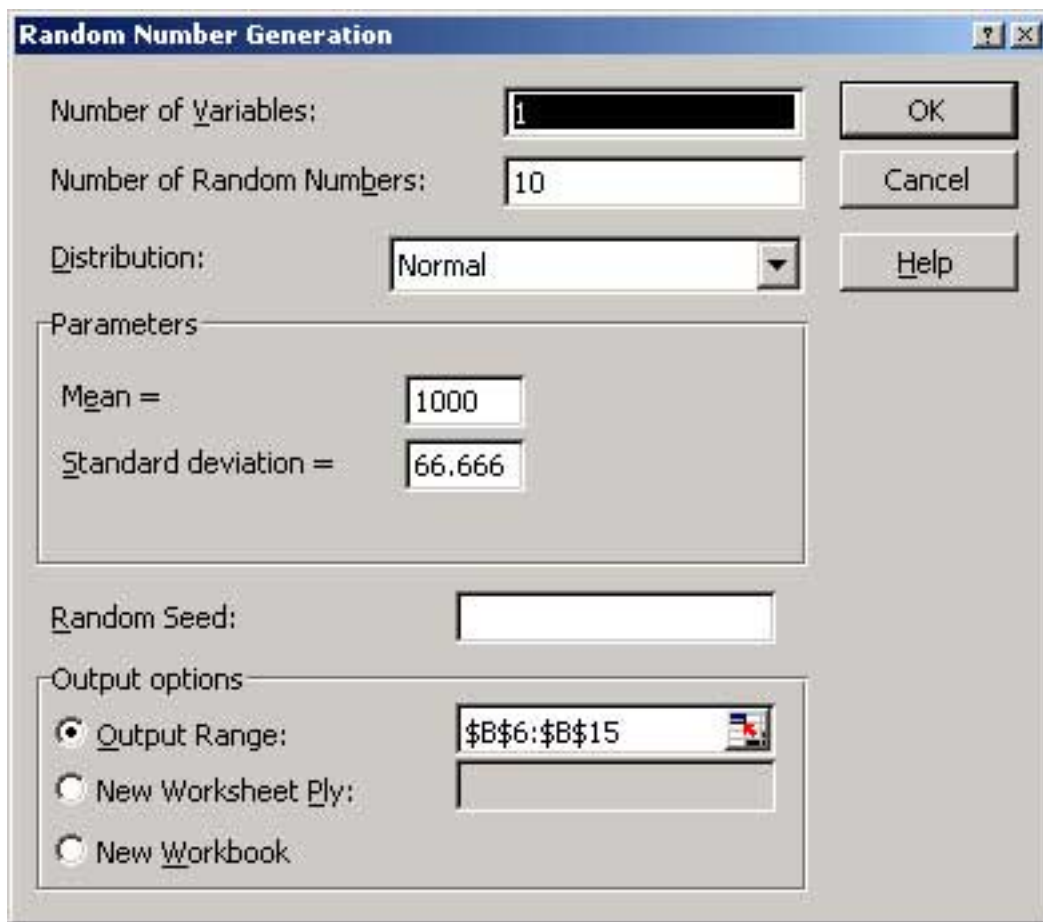 Random Number Generation
Number of Variables: 1 OK
Number of Random Numbers: 10 Cancel
Distribution: Normal Help
Parameters
Mean = 1000
Standard deviation = 66.666
Random Seed:
Output options
Output Range: $B$6:$B$15
New Worksheet Ply:
New Workbook